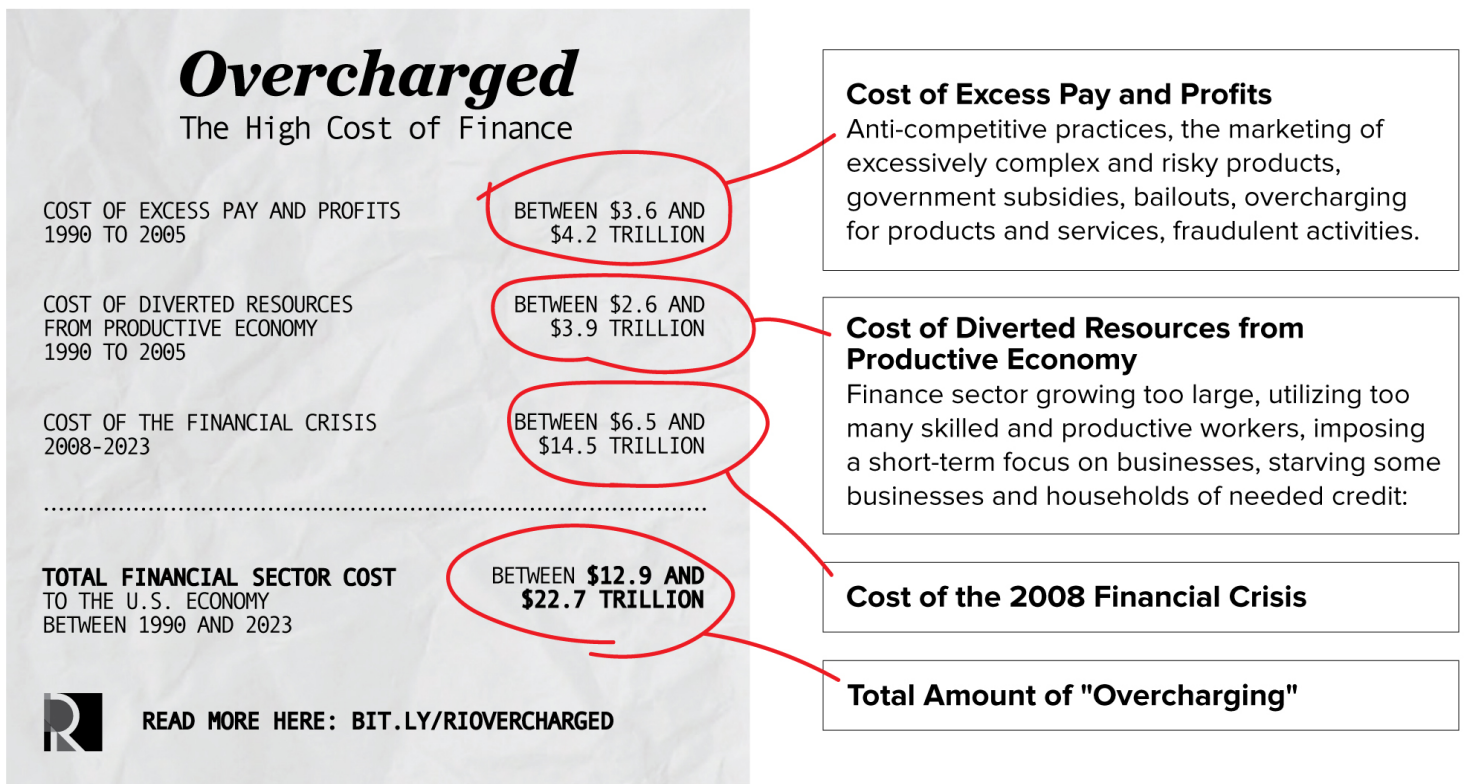 Overcharged
The High Cost of Finance
COST OF EXCESS PAY AND PROFITS
1990 TO 2005
BETWEEN $3.6 AND
$4.2 TRILLION
COST OF DIVERTED RESOURCES
FROM PRODUCTIVE ECONOMY
1990 TO 2005
BETWEEN $2.6 AND
$3.9 TRILLION
COST OF THE FINANCIAL CRISIS
2008-2023
BETWEEN $6.5 AND
$14.5 TRILLION
TOTAL FINANCIAL SECTOR COST
TO THE U.S. ECONOMY
BETWEEN 1990 AND 2023
BETWEEN $12.9 AND
$22.7 TRILLION
R
READ MORE HERE: BIT.LY/RIOVERCHARGED
Cost of Excess Pay and Profits
Anti-competitive practices, the marketing of
excessively complex and risky products,
government subsidies, bailouts, overcharging
for products and services, fraudulent activities.
Cost of Diverted Resources from
Productive Economy
Finance sector growing too large, utilizing too
many skilled and productive workers, imposing
a short-term focus on businesses, starving some
businesses and households of needed credit:
Cost of the 2008 Financial Crisis
Total Amount of "Overcharging"